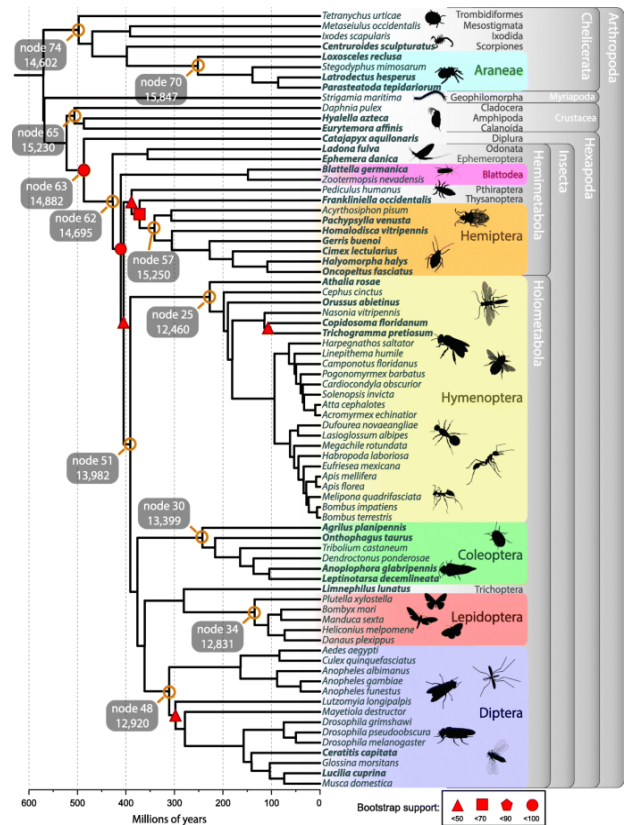 Tetranychus urticae Trombidiformes
Metaseiulus occidentalis Mesostigmata
Ixodes scapularis Ixodida
Centruroides sculpturatus Scorpiones
Loxosceles reclusa
Stegodyphus mimosarum
Latrodectus hesperus
Parasteatoda tepidariorum
Araneae
Strigamia maritima Geophilomorpha
Daphnia pulex Cladocera
Hyalella azteca Amphipoda
Eurytemora affinis Calanoida
Catajapyx aquilonaris Diplura
Ladona fulva Odonata
Ephemera danica Ephemeroptera
Blattella germanica
Zootermopsis nevadensis
Blattodea
Pediculus humanus Pthiraptera
Frankliniella occidentalis Thysanoptera
Acyrthosiphon pisum
Pachypsylla venusta
Homalodisca vitripennis
Gerris buenoi
Cimex lectularius
Halyomorpha halys
Oncopeltus fasciatus
Hemiptera
Athalia rosae
Cephus cinctus
Orussus abietinus
Nasonia vitripennis
Copidosoma floridanum
Trichogramma pretiosum
Harpegnathos saltator
Linepithema humile
Camponotus floridanus
Pogonomyrmex barbatus
Cardiocondyla obscurior
Solenopsis invicta
Atta cephalotes
Acromyrmex echinatior
Dufourea novaeangliae
Lasioglossum albipes
Megachile rotundata
Habropoda laboriosa
Eufriesea mexicana
Apis mellifera
Apis florea
Melipona quadrifasciata
Bombus impatiens
Bombus terrestris
Hymenoptera
Agrilus planipennis
Onthophagus taurus
Tribolium castaneum
Dendroctonus ponderosae
Anoplophora glabripennis
Leptinotarsa decemlineata
Coleoptera
Limnephilus lunatus Trichoptera
Plutella xylostella
Bombyx mori
Manduca sexta
Heliconius melpomene
Danaus plexippus
Lepidoptera
Aedes aegypti
Culex quinquefasciatus
Anopheles albimanus
Anopheles gambiae
Anopheles funestus
Lutzomyia longipalpis
Mayetiola destructor
Drosophila grimshawi
Drosophila pseudoobscura
Drosophila melanogaster
Ceratitis capitata
Glossina morsitans
Lucilia cuprina
Musca domestica
Diptera
Chelicerata
Arthropoda
Myriapoda
Crustacea
Hexapoda
Insecta
Hemimetabola
Holometabola
node 74
14,602
node 70
15,847
node 65
15,230
node 63
14,882
node 62
14,695
node 57
15,250
node 25
12,460
node 51
13,982
node 30
13,399
node 34
12,831
node 48
12,920
600 500 400 300 200 100 0
Millions of years
Bootstrap support:
<50 <70 <90 <100